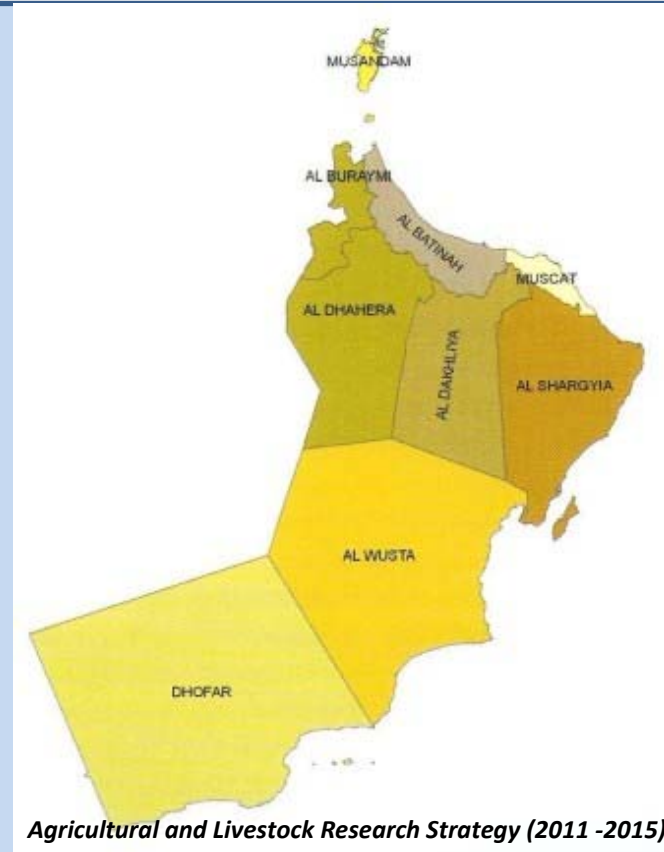 MUSANDAM
AL BURAYMI
AL BATINAH
MUSCAT
AL DHAHERA
AL DAKHLIYA
AL SHARGYIA
AL WUSTA
DHOFAR
Agricultural and Livestock Research Strategy (2011 -2015)